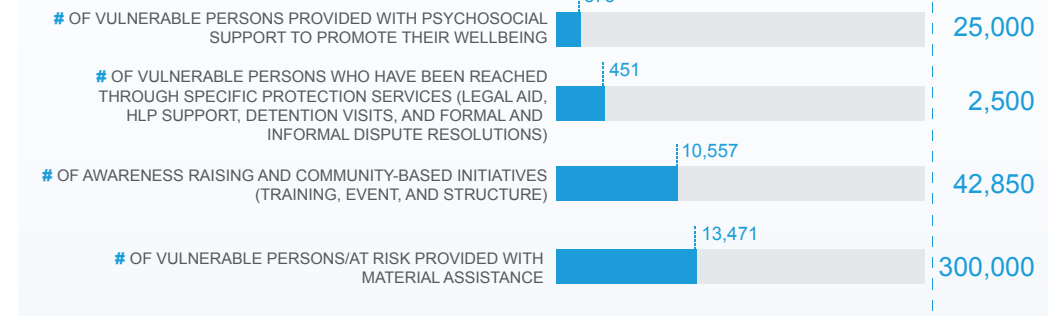 # OF VULNERABLE PERSONS PROVIDED WITH PSYCHOSOCIAL
SUPPORT TO PROMOTE THEIR WELLBEING
25,000
# OF VULNERABLE PERSONS WHO HAVE BEEN REACHED
THROUGH SPECIFIC PROTECTION SERVICES (LEGAL AID,
HLP SUPPORT, DETENTION VISITS, AND FORMAL AND
INFORMAL DISPUTE RESOLUTIONS)
451
2,500
# OF AWARENESS RAISING AND COMMUNITY-BASED INITIATIVES
(TRAINING, EVENT, AND STRUCTURE)
10,557
42,850
# OF VULNERABLE PERSONS/AT RISK PROVIDED WITH
MATERIAL ASSISTANCE
13,471
300,000